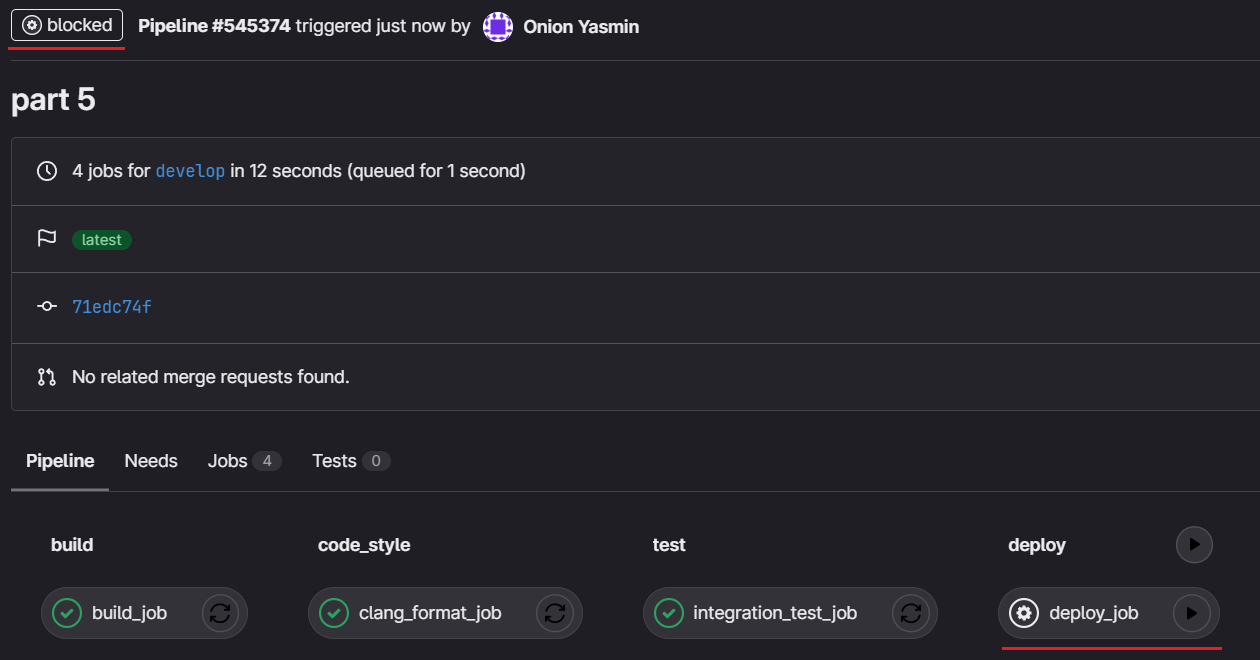 blocked Pipeline #545374 triggered just now by Onion Yasmin
part 5
4 jobs for develop in 12 seconds (queued for 1 second)
latest
71edc74f
No related merge requests found.
Pipeline Needs Jobs 4 Tests 0
build code_style test deploy
build_job clang_format_job integration_test_job deploy_job